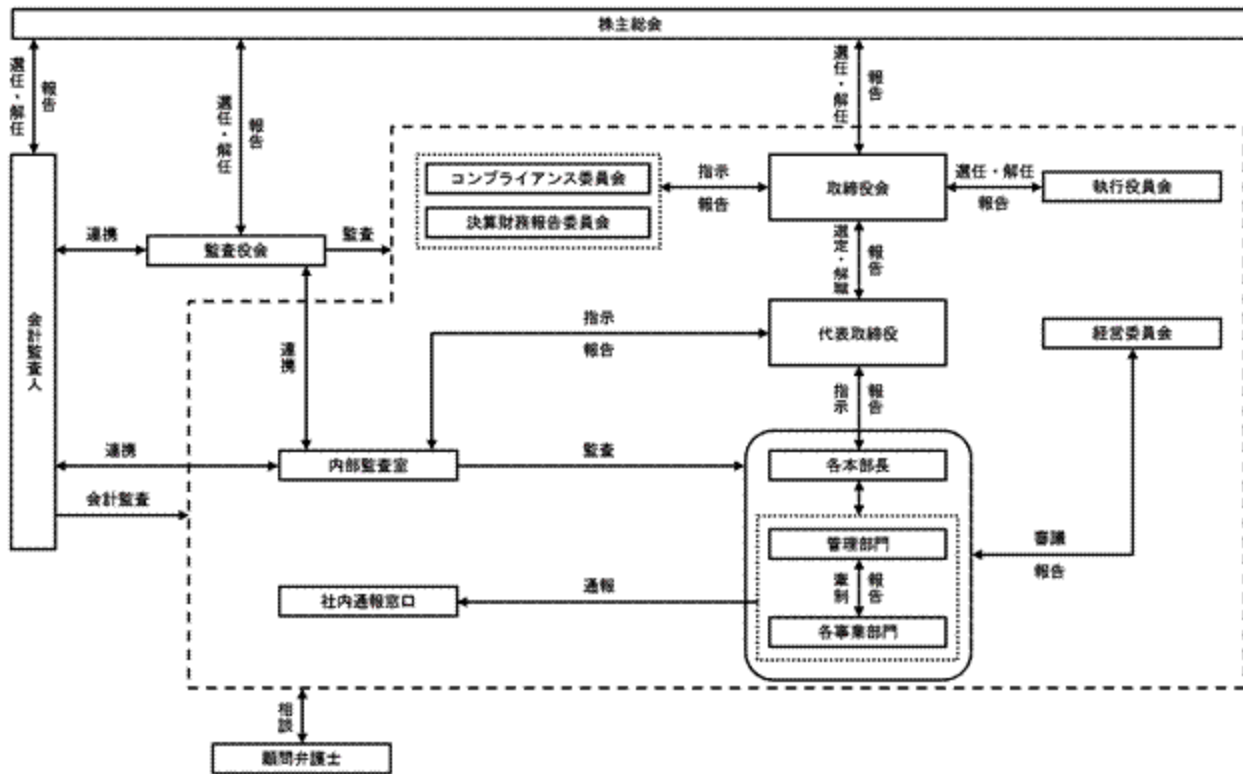 株主総会
選任・解任
報告
選任・解任
報告
選任・解任
報告
コンプライアンス委員会
決算財務報告委員会
指示
報告
取締役会
選任・解任
報告
執行役員会
連携
監査役会
監査
選定・解職
報告
会計監査人
連携
指示
報告
代表取締役
経営委員会
指示
報告
連携
内部監査室
監査
各本部長
会計監査
管理部門
審議
報告
牽制
報告
社内通報窓口
通報
各事業部門
相談
顧問弁護士